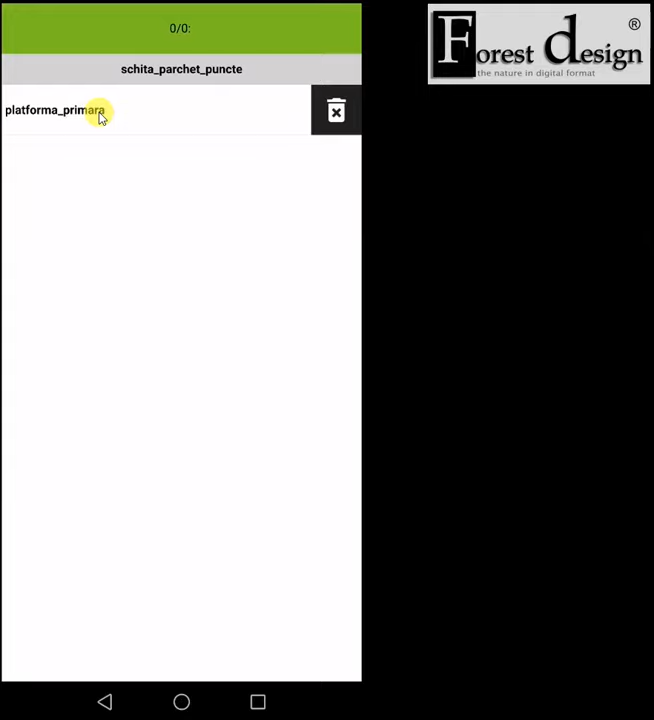 0/0:
schita_parchet_puncte
platforma_primara
Forest design ®
the nature in digital format